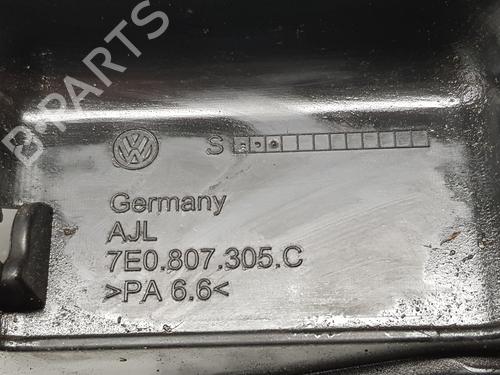 B-PARTS
VW
S
Germany
AJL
7E0.807.305.C
>PA 6.6<